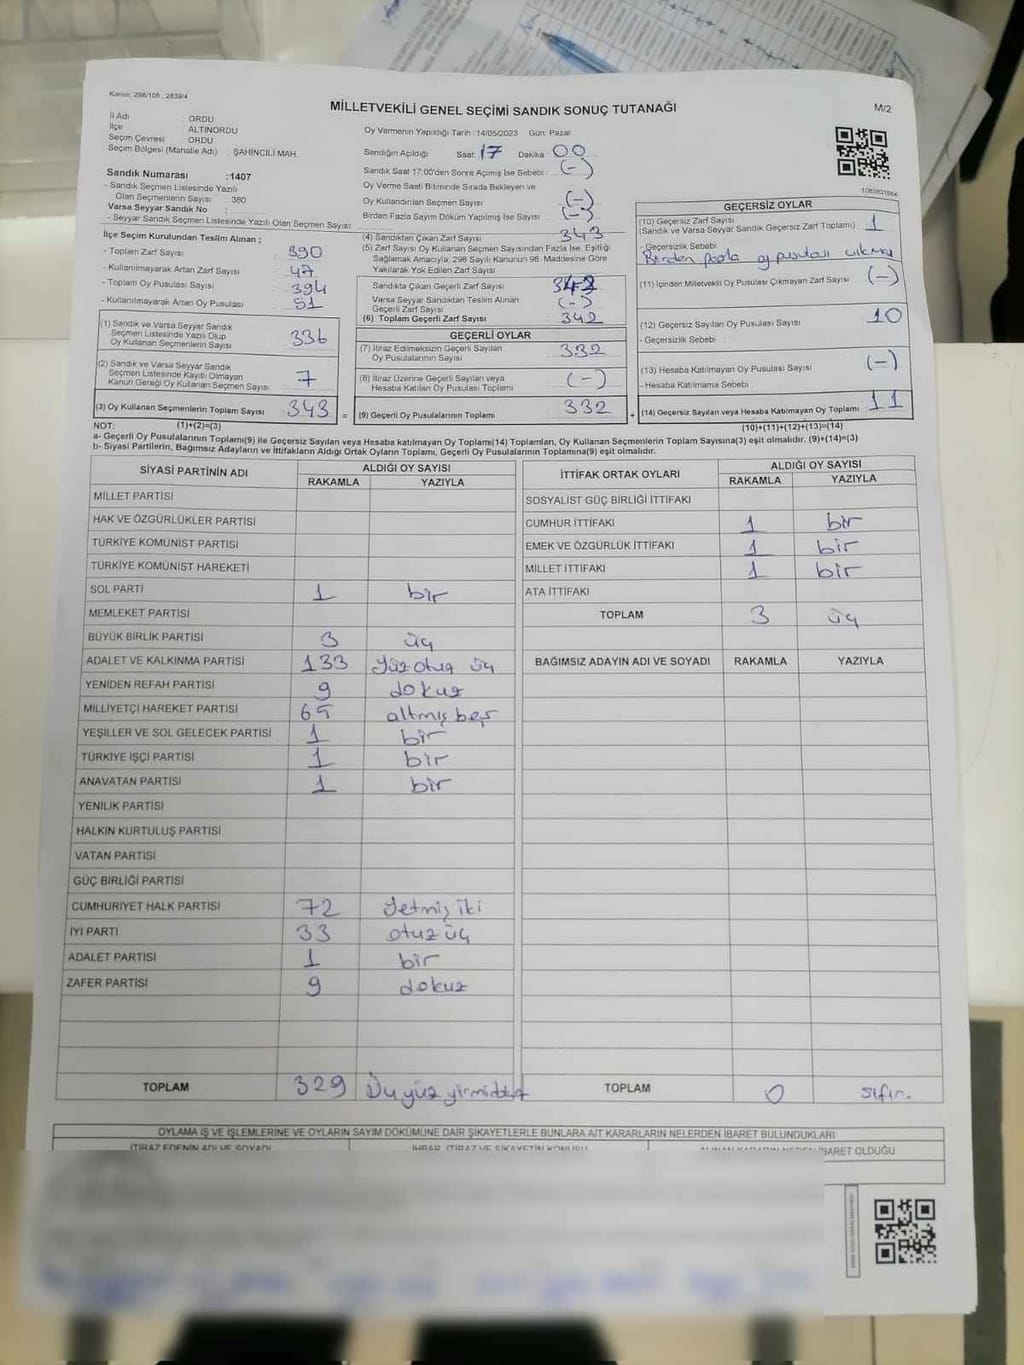 Kanun; 298/105 , 2839/4
MİLLETVEKİLİ GENEL SEÇİMİ SANDIK SONUÇ TUTANAĞI
M/2
İl Adı : ORDU
İlçe : ALTINORDU
Seçim Çevresi : ORDU
Seçim Bölgesi (Mahalle Adı) : ŞAHİNCİLİ MAH.
Sandık Numarası :1407
- Sandık Seçmen Listesinde Yazılı
Olan Seçmenlerin Sayısı : 380
Varsa Seyyar Sandık No :
- Seyyar Sandık Seçmen Listesinde Yazılı Olan Seçmen Sayısı:
Oy Vermenin Yapıldığı Tarih :14/05/2023 Gün: Pazar
Sandığın Açıldığı Saat: 17 Dakika 00
Sandık Saat 17:00'den Sonra Açılmış İse Sebebi : (-)
Oy Verme Saati Bitiminde Sırada Bekleyen ve
Oy Kullandırılan Seçmen Sayısı (-)
Birden Fazla Sayım Döküm Yapılmış İse Sayısı (-)
İlçe Seçim Kurulundan Teslim Alınan ;
- Toplam Zarf Sayısı : 390
- Kullanılmayarak Artan Zarf Sayısı : 47
- Toplam Oy Pusulası Sayısı : 394
- Kullanılmayarak Artan Oy Pusulası : 51
(1) Sandık ve Varsa Seyyar Sandık
Seçmen Listesinde Yazılı Olup
Oy Kullanan Seçmenlerin Sayısı : 336
(2) Sandık ve Varsa Seyyar Sandık
Seçmen Listesinde Kayıtlı Olmayan
Kanun Gereği Oy Kullanan Seçmen Sayısı : 7
(3) Oy Kullanan Seçmenlerin Toplam Sayısı : 343 =
(4) Sandıktan Çıkan Zarf Sayısı 343
(5) Zarf Sayısı Oy Kullanan Seçmen Sayısından Fazla İse, Eşitliği
Sağlamak Amacıyla; 298 Sayılı Kanunun 98. Maddesine Göre
Yakılarak Yok Edilen Zarf Sayısı
Sandıkta Çıkan Geçerli Zarf Sayısı : 342
Varsa Seyyar Sandıktan Teslim Alınan
Geçerli Zarf Sayısı : (-)
(6) Toplam Geçerli Zarf Sayısı : 342
GEÇERLİ OYLAR
(7) İtiraz Edilmeksizin Geçerli Sayılan
Oy Pusulalarının Sayısı : 332
(8) İtiraz Üzerine Geçerli Sayılan veya
Hesaba Katılan Oy Pusulası Toplamı (-)
(9) Geçerli Oy Pusulalarının Toplamı : 332 +
GEÇERSİZ OYLAR
(10) Geçersiz Zarf Sayısı
(Sandık ve Varsa Seyyar Sandık Geçersiz Zarf Toplamı) : 1
- Geçersizlik Sebebi
Birden fazla oy pusulası çıkması
(11) İçinden Milletvekili Oy Pusulası Çıkmayan Zarf Sayısı (-)
(12) Geçersiz Sayılan Oy Pusulası Sayısı : 10
- Geçersizlik Sebebi :
(13) Hesaba Katılmayan Oy Pusulası Sayısı : (-)
- Hesaba Katılmama Sebebi :
(14) Geçersiz Sayılan veya Hesaba Katılmayan Oy Toplamı : 11
NOT: (1)+(2)=(3) (10)+(11)+(12)+(13)=(14)
a- Geçerli Oy Pusulalarının Toplamı(9) ile Geçersiz Sayılan veya Hesaba katılmayan Oy Toplamı(14) Toplamları, Oy Kullanan Seçmenlerin Toplam Sayısına(3) eşit olmalıdır. (9)+(14)=(3)
b- Siyasi Partilerin, Bağımsız Adayların ve İttifakların Aldığı Ortak Oyların Toplamı, Geçerli Oy Pusulalarının Toplamına(9) eşit olmalıdır.
SİYASİ PARTİNİN ADI ALDIĞI OY SAYISI
RAKAMLA YAZIYLA
MİLLET PARTİSİ
HAK VE ÖZGÜRLÜKLER PARTİSİ
TÜRKİYE KOMÜNİST PARTİSİ
TÜRKİYE KOMÜNİST HAREKETİ
SOL PARTİ 1 bir
MEMLEKET PARTİSİ
BÜYÜK BİRLİK PARTİSİ 3 üç
ADALET VE KALKINMA PARTİSİ 133 Yüz otuz üç
YENİDEN REFAH PARTİSİ 9 dokuz
MİLLİYETÇİ HAREKET PARTİSİ 65 altmış beş
YEŞİLLER VE SOL GELECEK PARTİSİ 1 bir
TÜRKİYE İŞÇİ PARTİSİ 1 bir
ANAVATAN PARTİSİ 1 bir
YENİLİK PARTİSİ
HALKIN KURTULUŞ PARTİSİ
VATAN PARTİSİ
GÜÇ BİRLİĞİ PARTİSİ
CUMHURİYET HALK PARTİSİ 72 Yetmiş iki
İYİ PARTİ 33 otuz üç
ADALET PARTİSİ 1 bir
ZAFER PARTİSİ 9 dokuz
TOPLAM 329
İTTİFAK ORTAK OYLARI ALDIĞI OY SAYISI
RAKAMLA YAZIYLA
SOSYALİST GÜÇ BİRLİĞİ İTTİFAKI
CUMHUR İTTİFAKI 1 bir
EMEK VE ÖZGÜRLÜK İTTİFAKI 1 bir
MİLLET İTTİFAKI 1 bir
ATA İTTİFAKI
TOPLAM 3 üç
BAĞIMSIZ ADAYIN ADI VE SOYADI RAKAMLA YAZIYLA
TOPLAM 0 sıfır.
OYLAMA İŞ VE İŞLEMLERİNE VE OYLARIN SAYIM DÖKÜMÜNE DAİR ŞİKAYETLERLE BUNLARA AİT KARARLARIN NELERDEN İBARET BULUNDUKLARI
İTİRAZ EDENİN ADI VE SOYADI İHBAR, İTİRAZ VE ŞİKAYETİN KONUSU ALINAN KARARIN NEDEN İBARET OLDUĞU